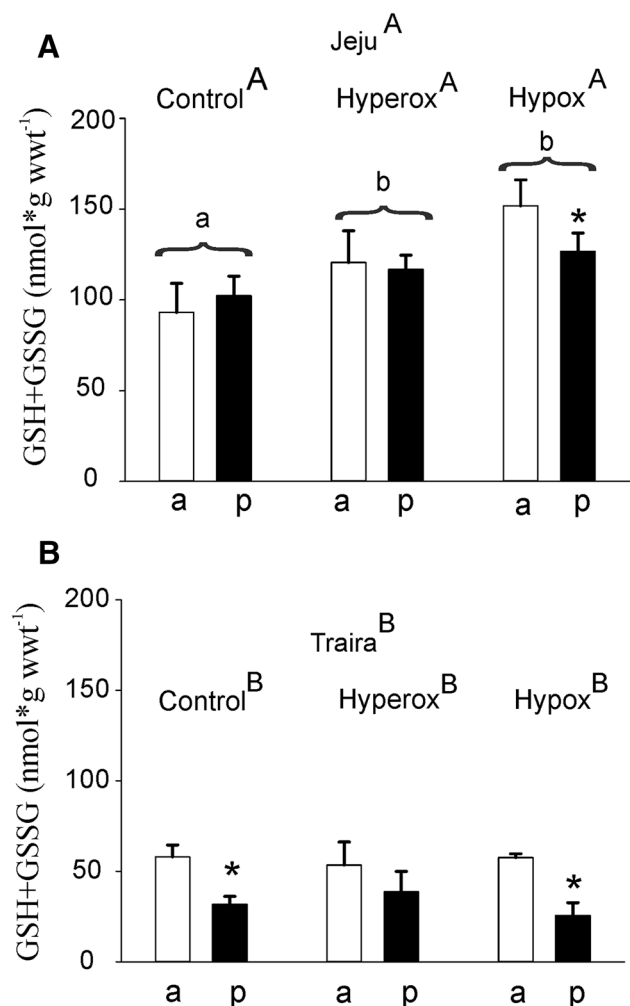 A
Jeju^A
Control^A Hyperox^A Hypox^A
GSH+GSSG (nmol*g wwt⁻¹)
200
150
100
50
0
a b b
*
a p a p a p
B
Traira^B
Control^B Hyperox^B Hypox^B
GSH+GSSG (nmol*g wwt⁻¹)
200
150
100
50
0
* *
a p a p a p